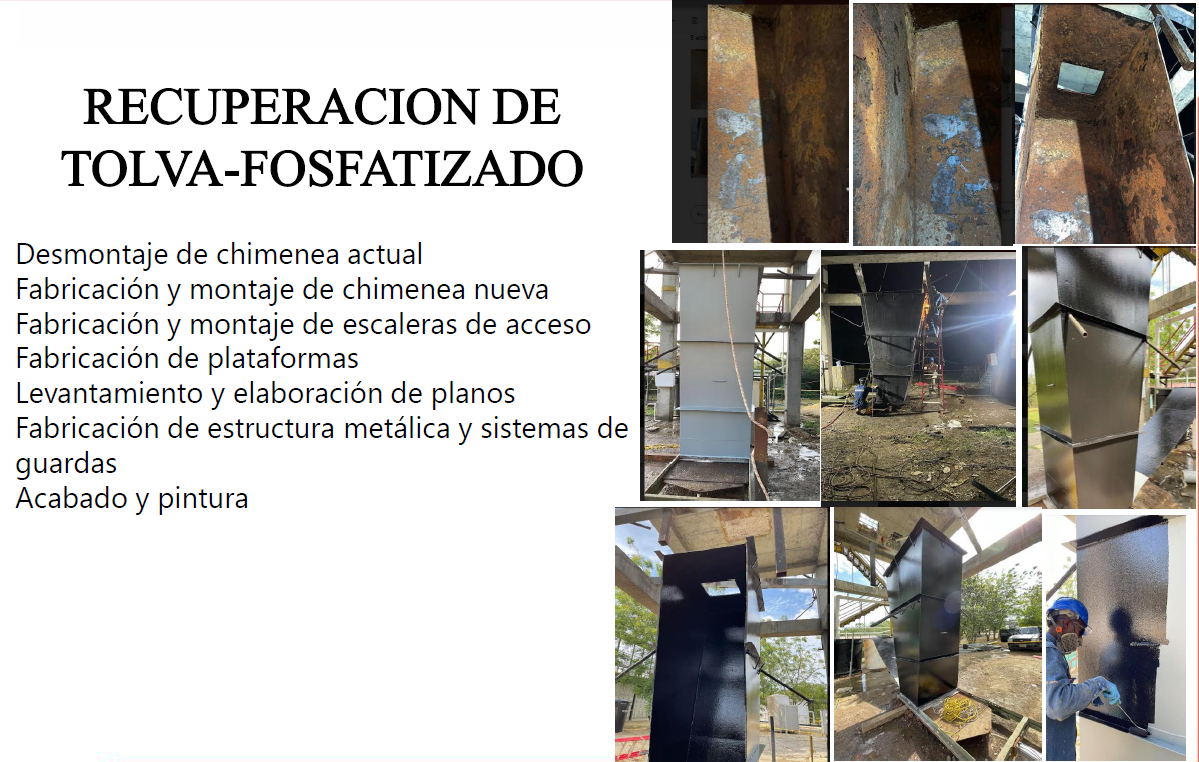 RECUPERACION DE
TOLVA-FOSFATIZADO
Desmontaje de chimenea actual
Fabricación y montaje de chimenea nueva
Fabricación y montaje de escaleras de acceso
Fabricación de plataformas
Levantamiento y elaboración de planos
Fabricación de estructura metálica y sistemas de
guardas
Acabado y pintura